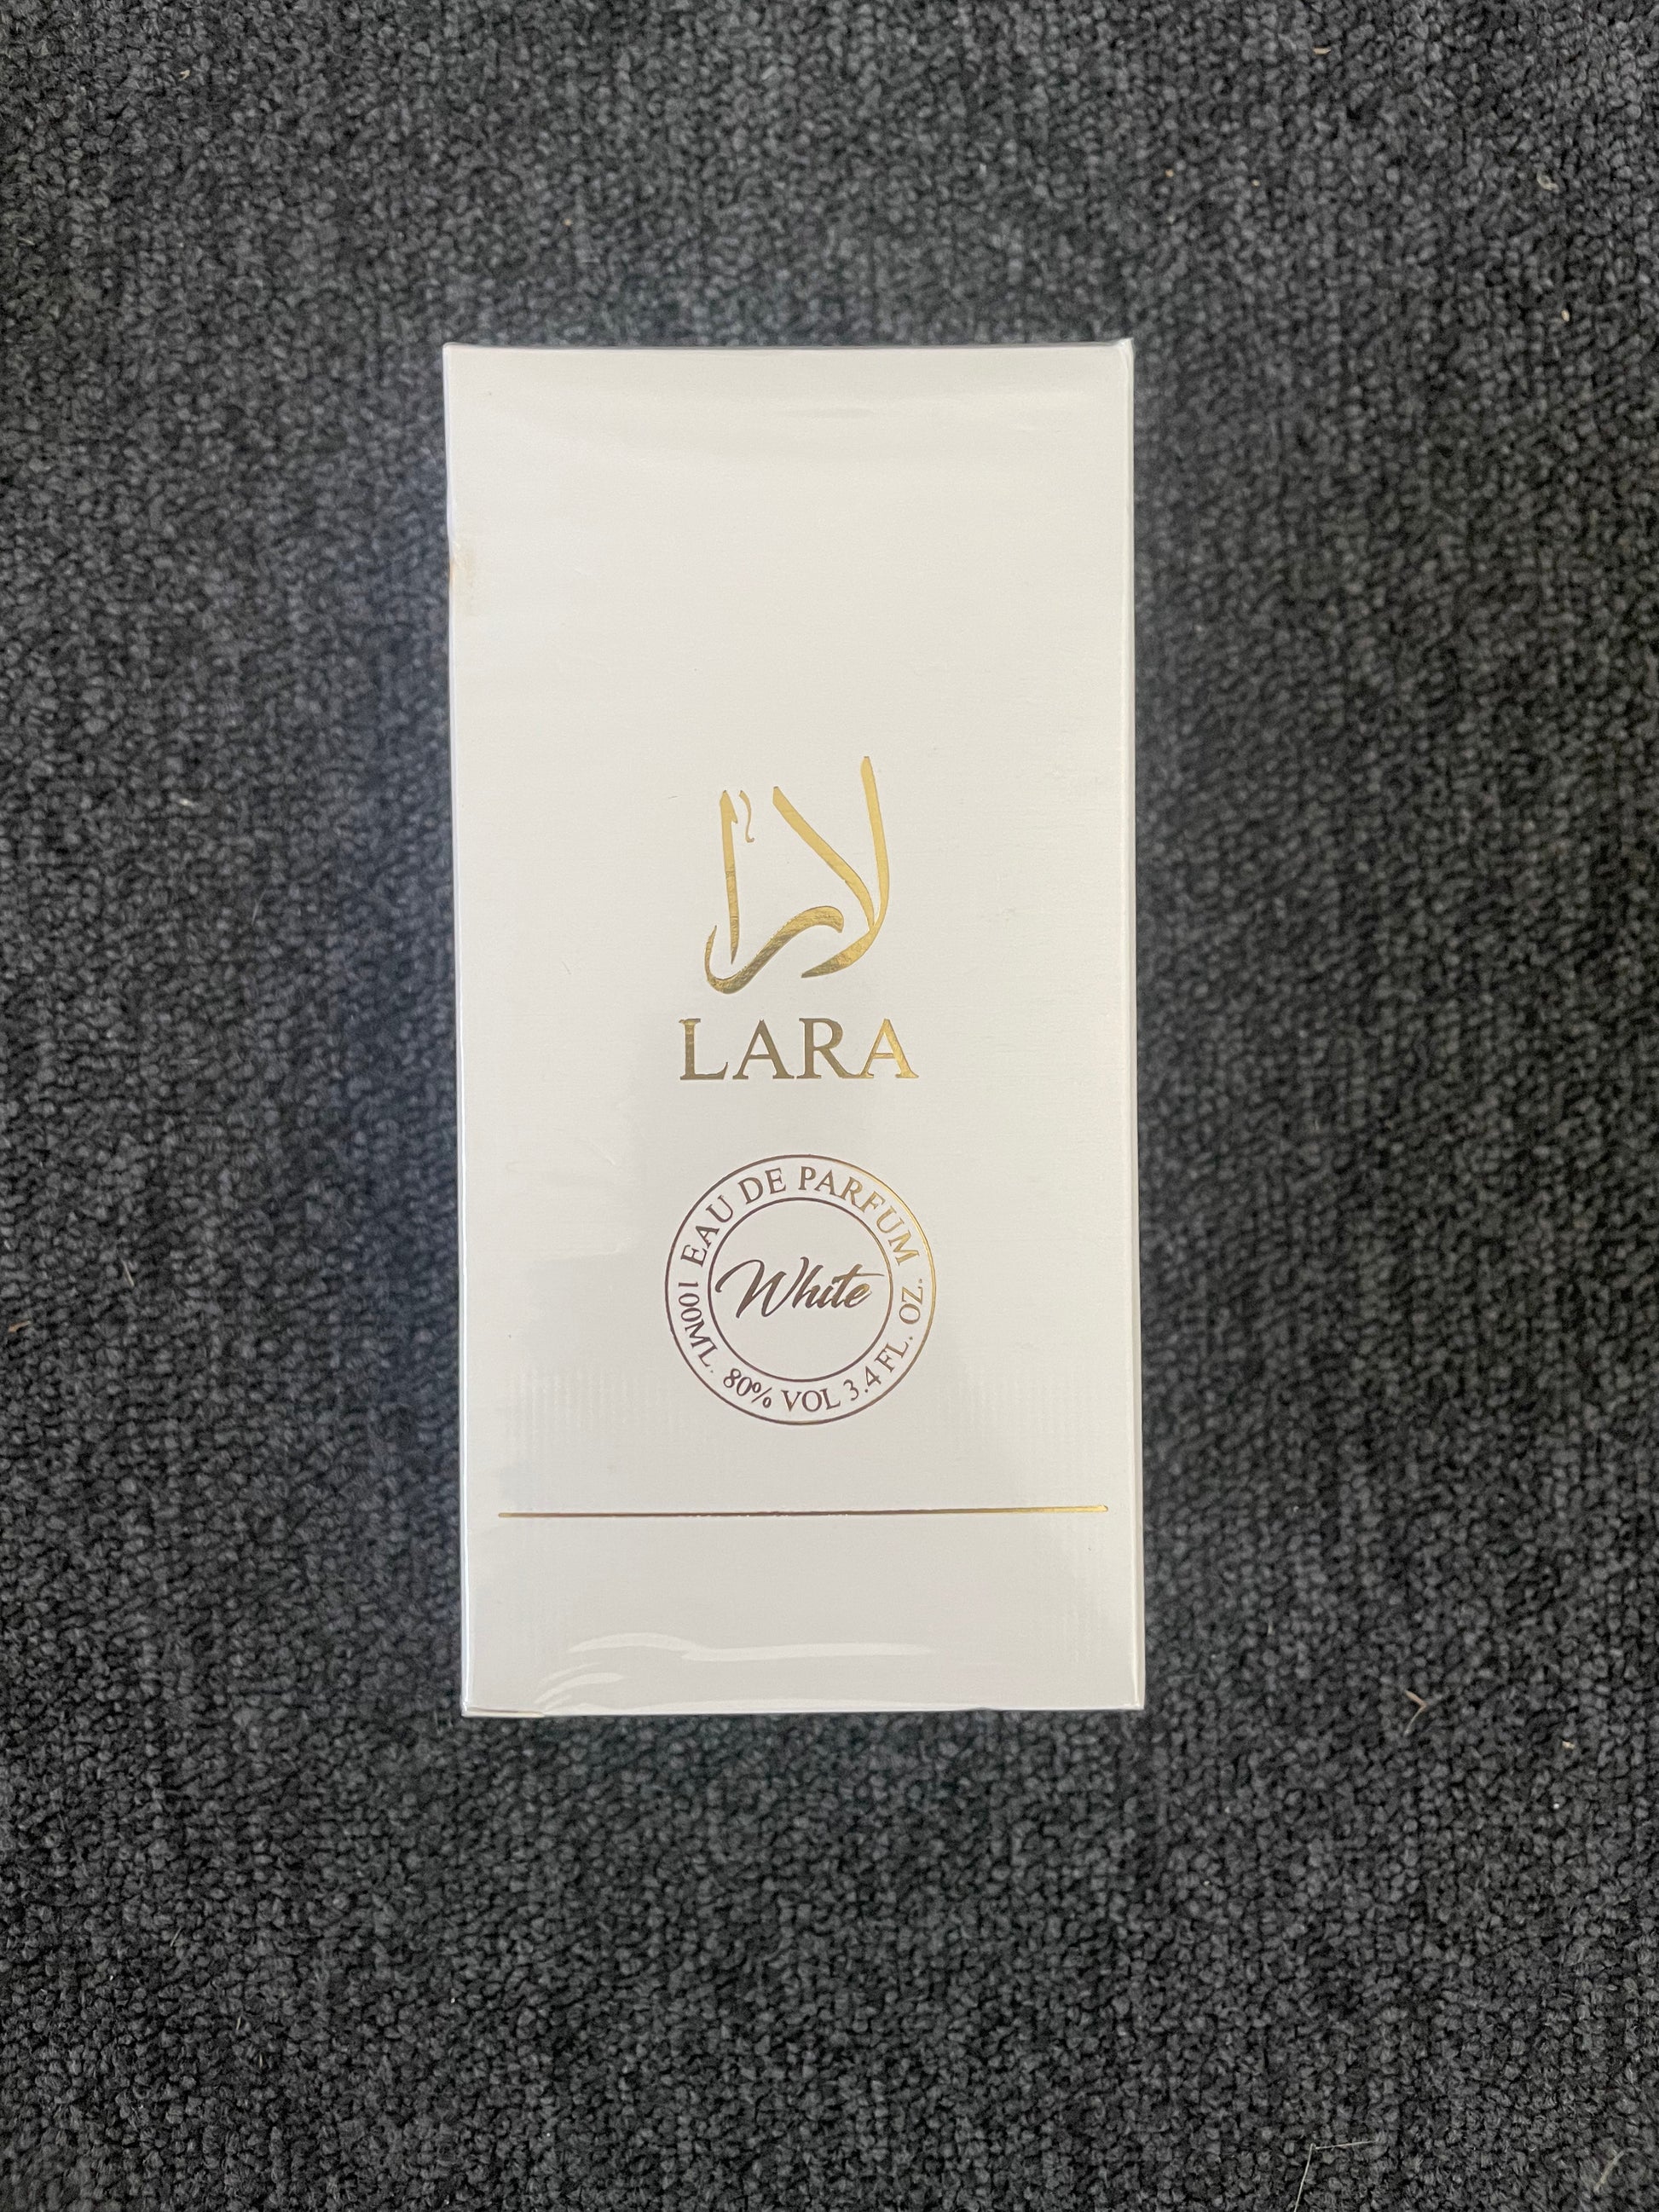 لارا
LARA
EAU DE PARFUM
White
100ML. 80% VOL 3.4 FL. OZ.